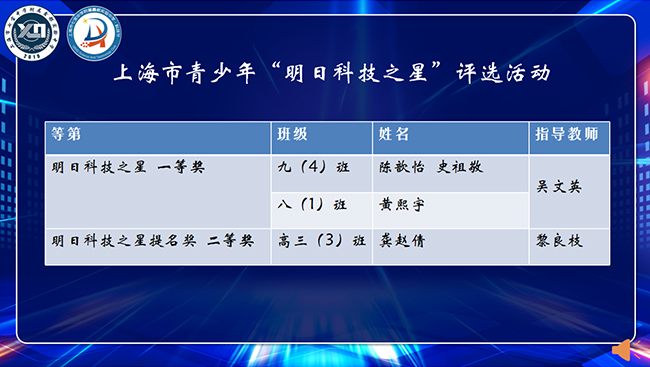 2019
上海市青少年“明日科技之星”评选活动
等第 班级 姓名 指导教师
明日科技之星 一等奖 九（4）班 陈歆怡 史祖敬 吴文英
八（1）班 黄熙宇
明日科技之星提名奖 二等奖 高三（3）班 龚赵倩 黎良枝